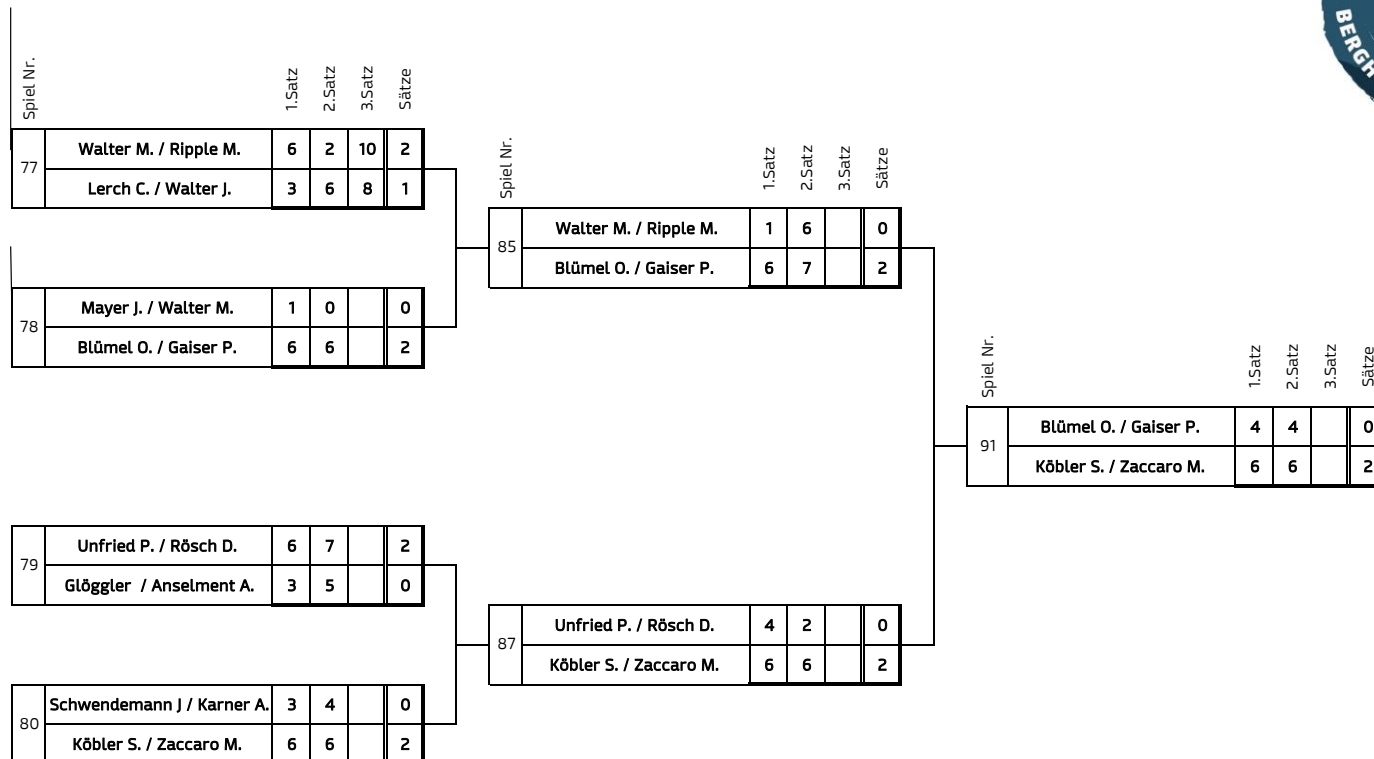 BERGH
Spiel Nr. 1.Satz 2.Satz 3.Satz Sätze
77 Walter M. / Ripple M. 6 2 10 2
Lerch C. / Walter J. 3 6 8 1
78 Mayer J. / Walter M. 1 0 0
Blümel O. / Gaiser P. 6 6 2
79 Unfried P. / Rösch D. 6 7 2
Glöggler / Anselment A. 3 5 0
80 Schwendemann J / Karner A. 3 4 0
Köbler S. / Zaccaro M. 6 6 2
Spiel Nr. 1.Satz 2.Satz 3.Satz Sätze
85 Walter M. / Ripple M. 1 6 0
Blümel O. / Gaiser P. 6 7 2
87 Unfried P. / Rösch D. 4 2 0
Köbler S. / Zaccaro M. 6 6 2
Spiel Nr. 1.Satz 2.Satz 3.Satz Sätze
91 Blümel O. / Gaiser P. 4 4 0
Köbler S. / Zaccaro M. 6 6 2